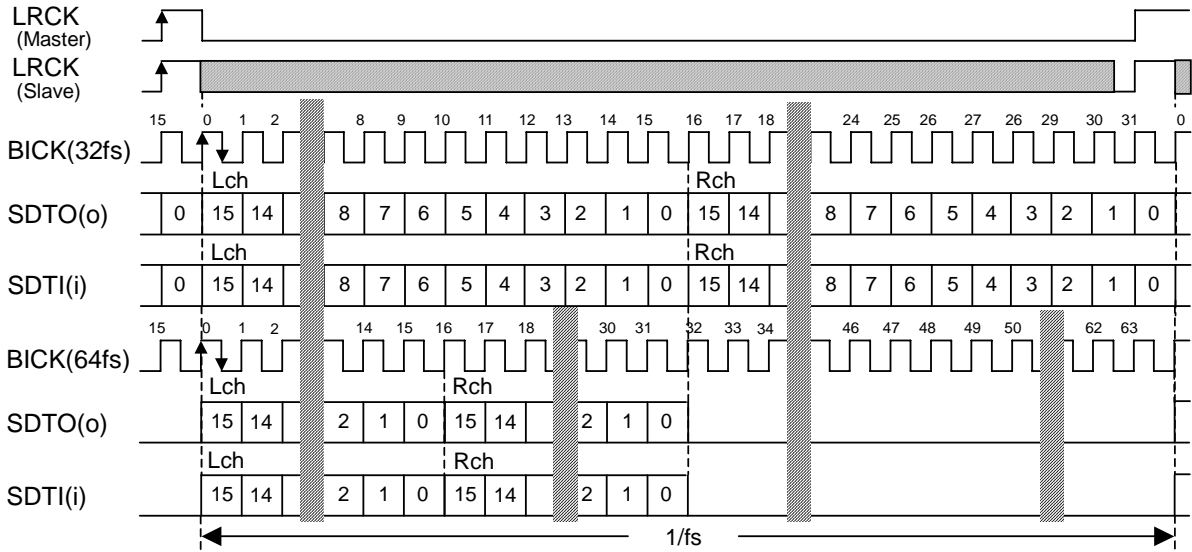 LRCK
(Master)
LRCK
(Slave)
15 0 1 2 8 9 10 11 12 13 14 15 16 17 18 24 25 26 27 26 29 30 31 0
BICK(32fs)
Lch Rch
SDTO(o) 0 15 14 8 7 6 5 4 3 2 1 0 15 14 8 7 6 5 4 3 2 1 0
Lch Rch
SDTI(i) 0 15 14 8 7 6 5 4 3 2 1 0 15 14 8 7 6 5 4 3 2 1 0
15 0 1 2 14 15 16 17 18 30 31 32 33 34 46 47 48 49 50 62 63
BICK(64fs)
Lch Rch
SDTO(o) 15 14 2 1 0 15 14 2 1 0
Lch Rch
SDTI(i) 15 14 2 1 0 15 14 2 1 0
1/fs